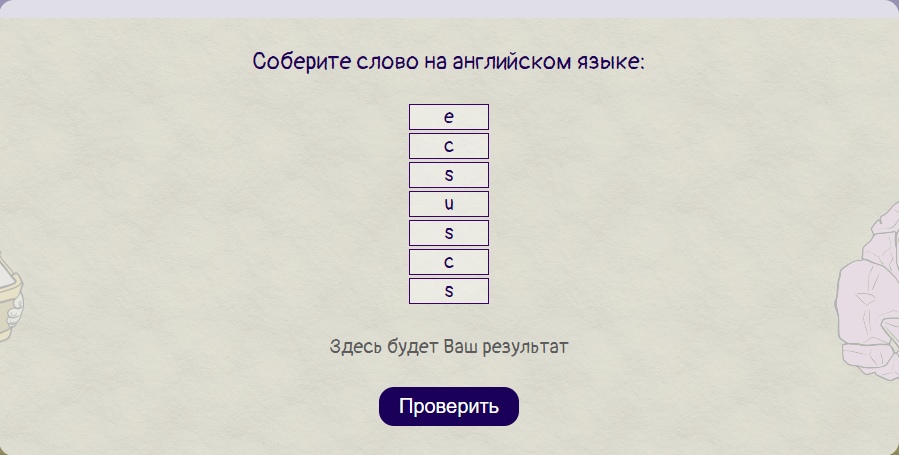 Соберите слово на английском языке:
e
c
s
u
s
c
s
Здесь будет Ваш результат
Проверить